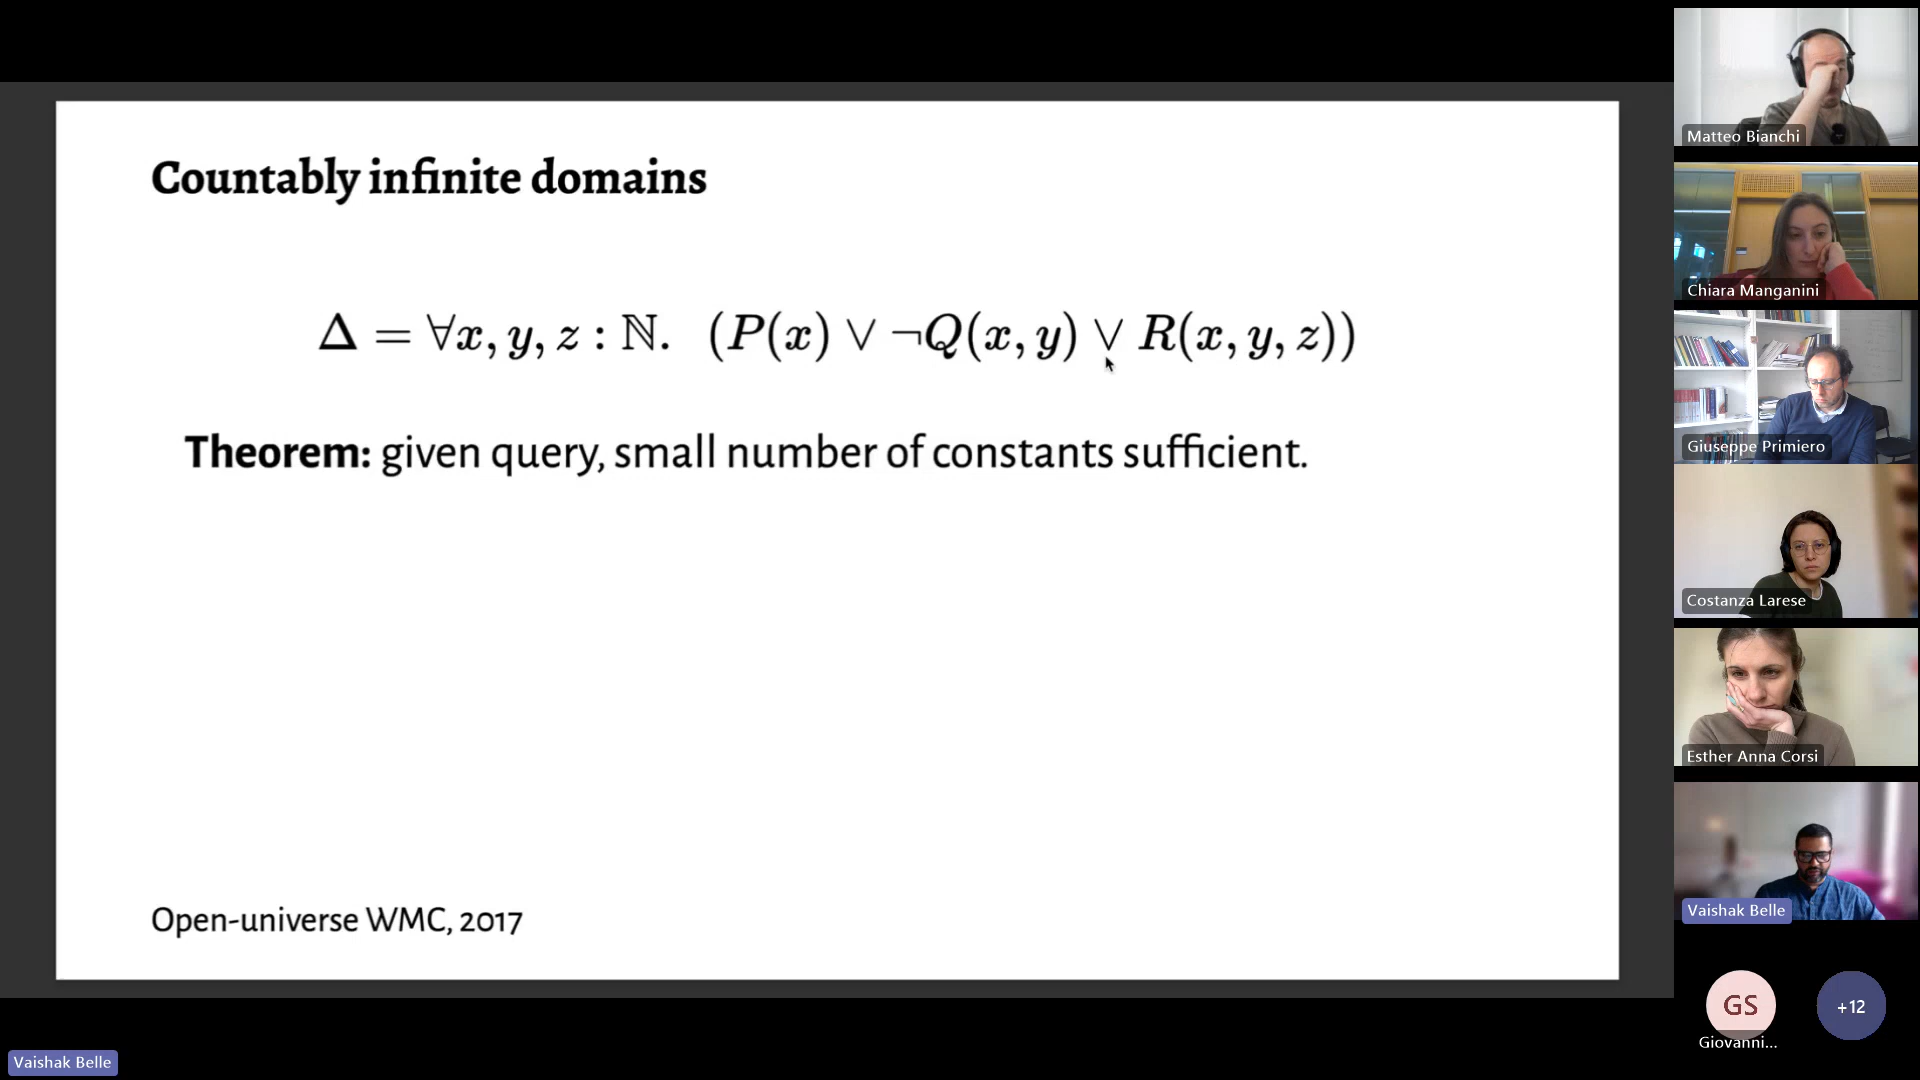 Countably infinite domains
Δ = ∀x, y, z : ℕ. (P(x) ∨ ¬Q(x, y) ∨ R(x, y, z))
Theorem: given query, small number of constants sufficient.
Open-universe WMC, 2017
Vaishak Belle
Matteo Bianchi
Chiara Manganini
Giuseppe Primiero
Costanza Larese
Esther Anna Corsi
Vaishak Belle
GS
+12
Giovanni...